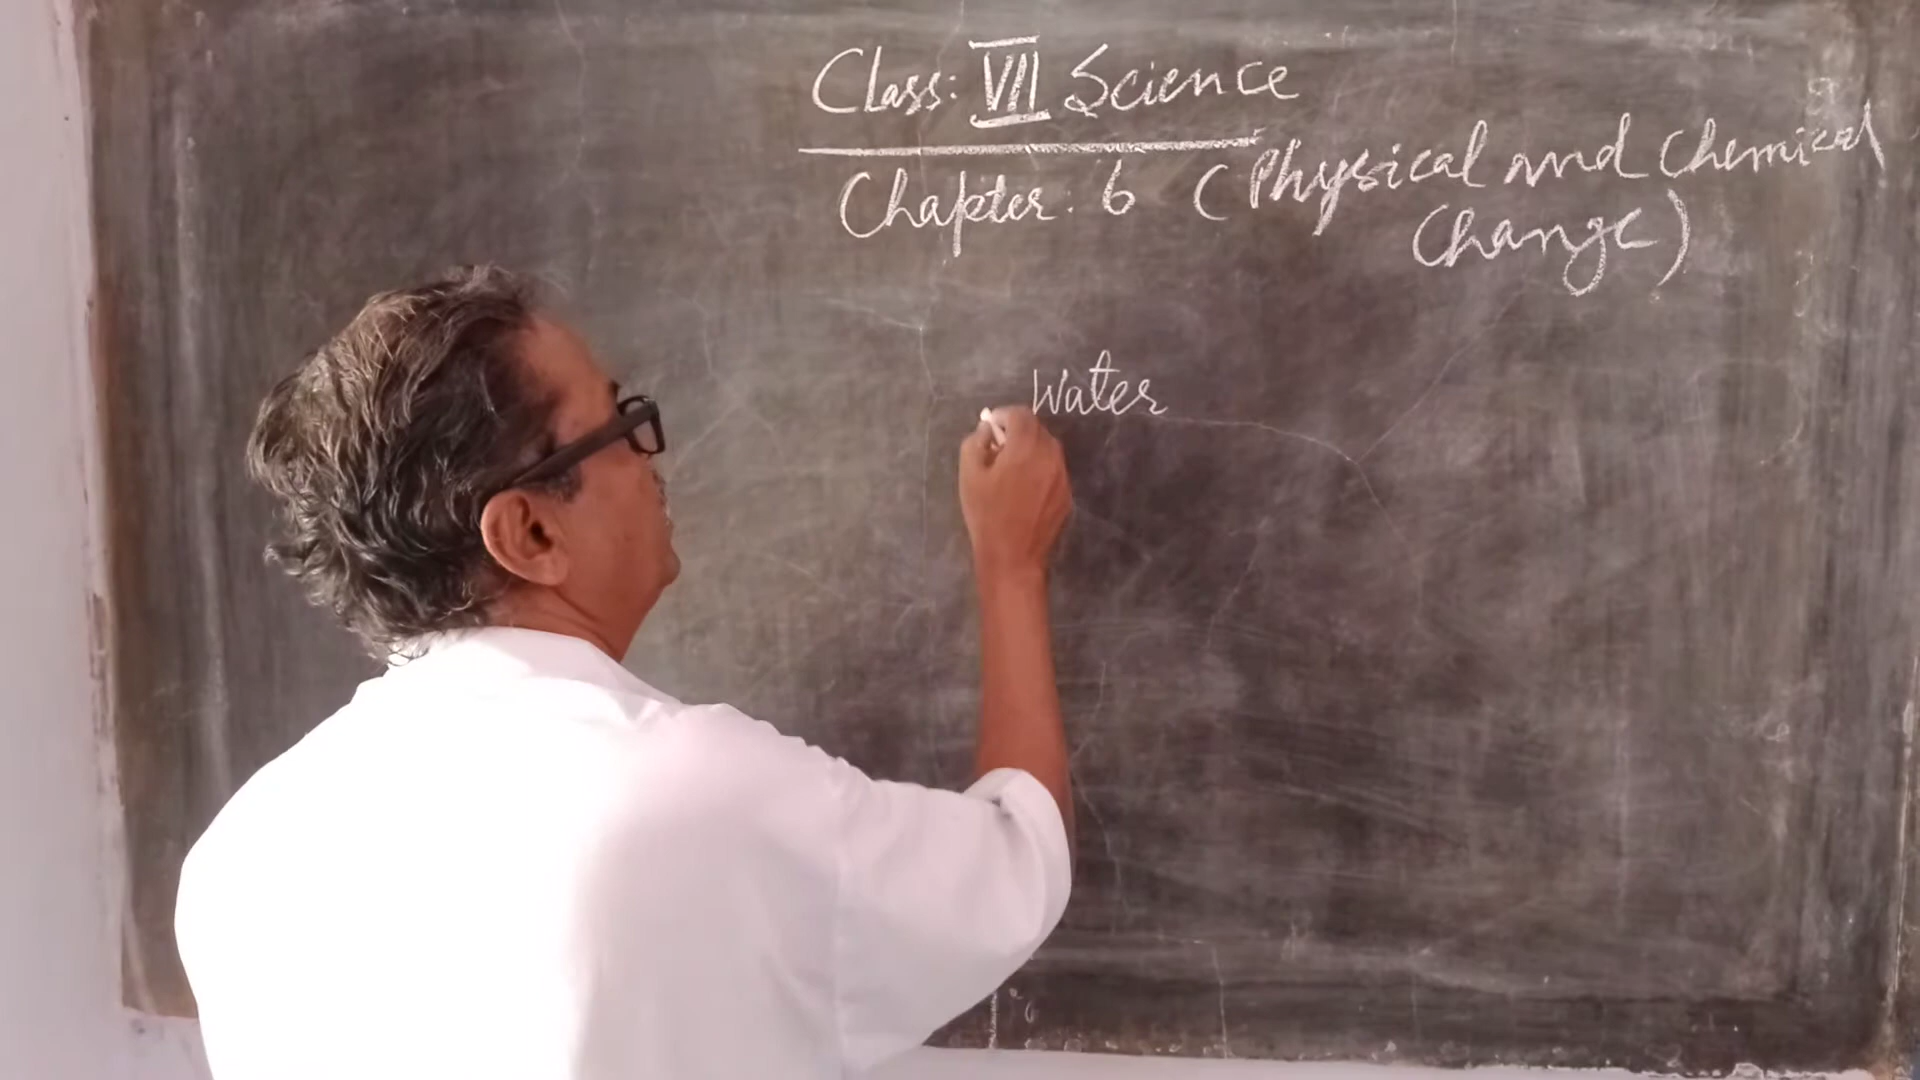 Class: VII Science
Chapter: 6 (Physical and Chemical
Change)
Water